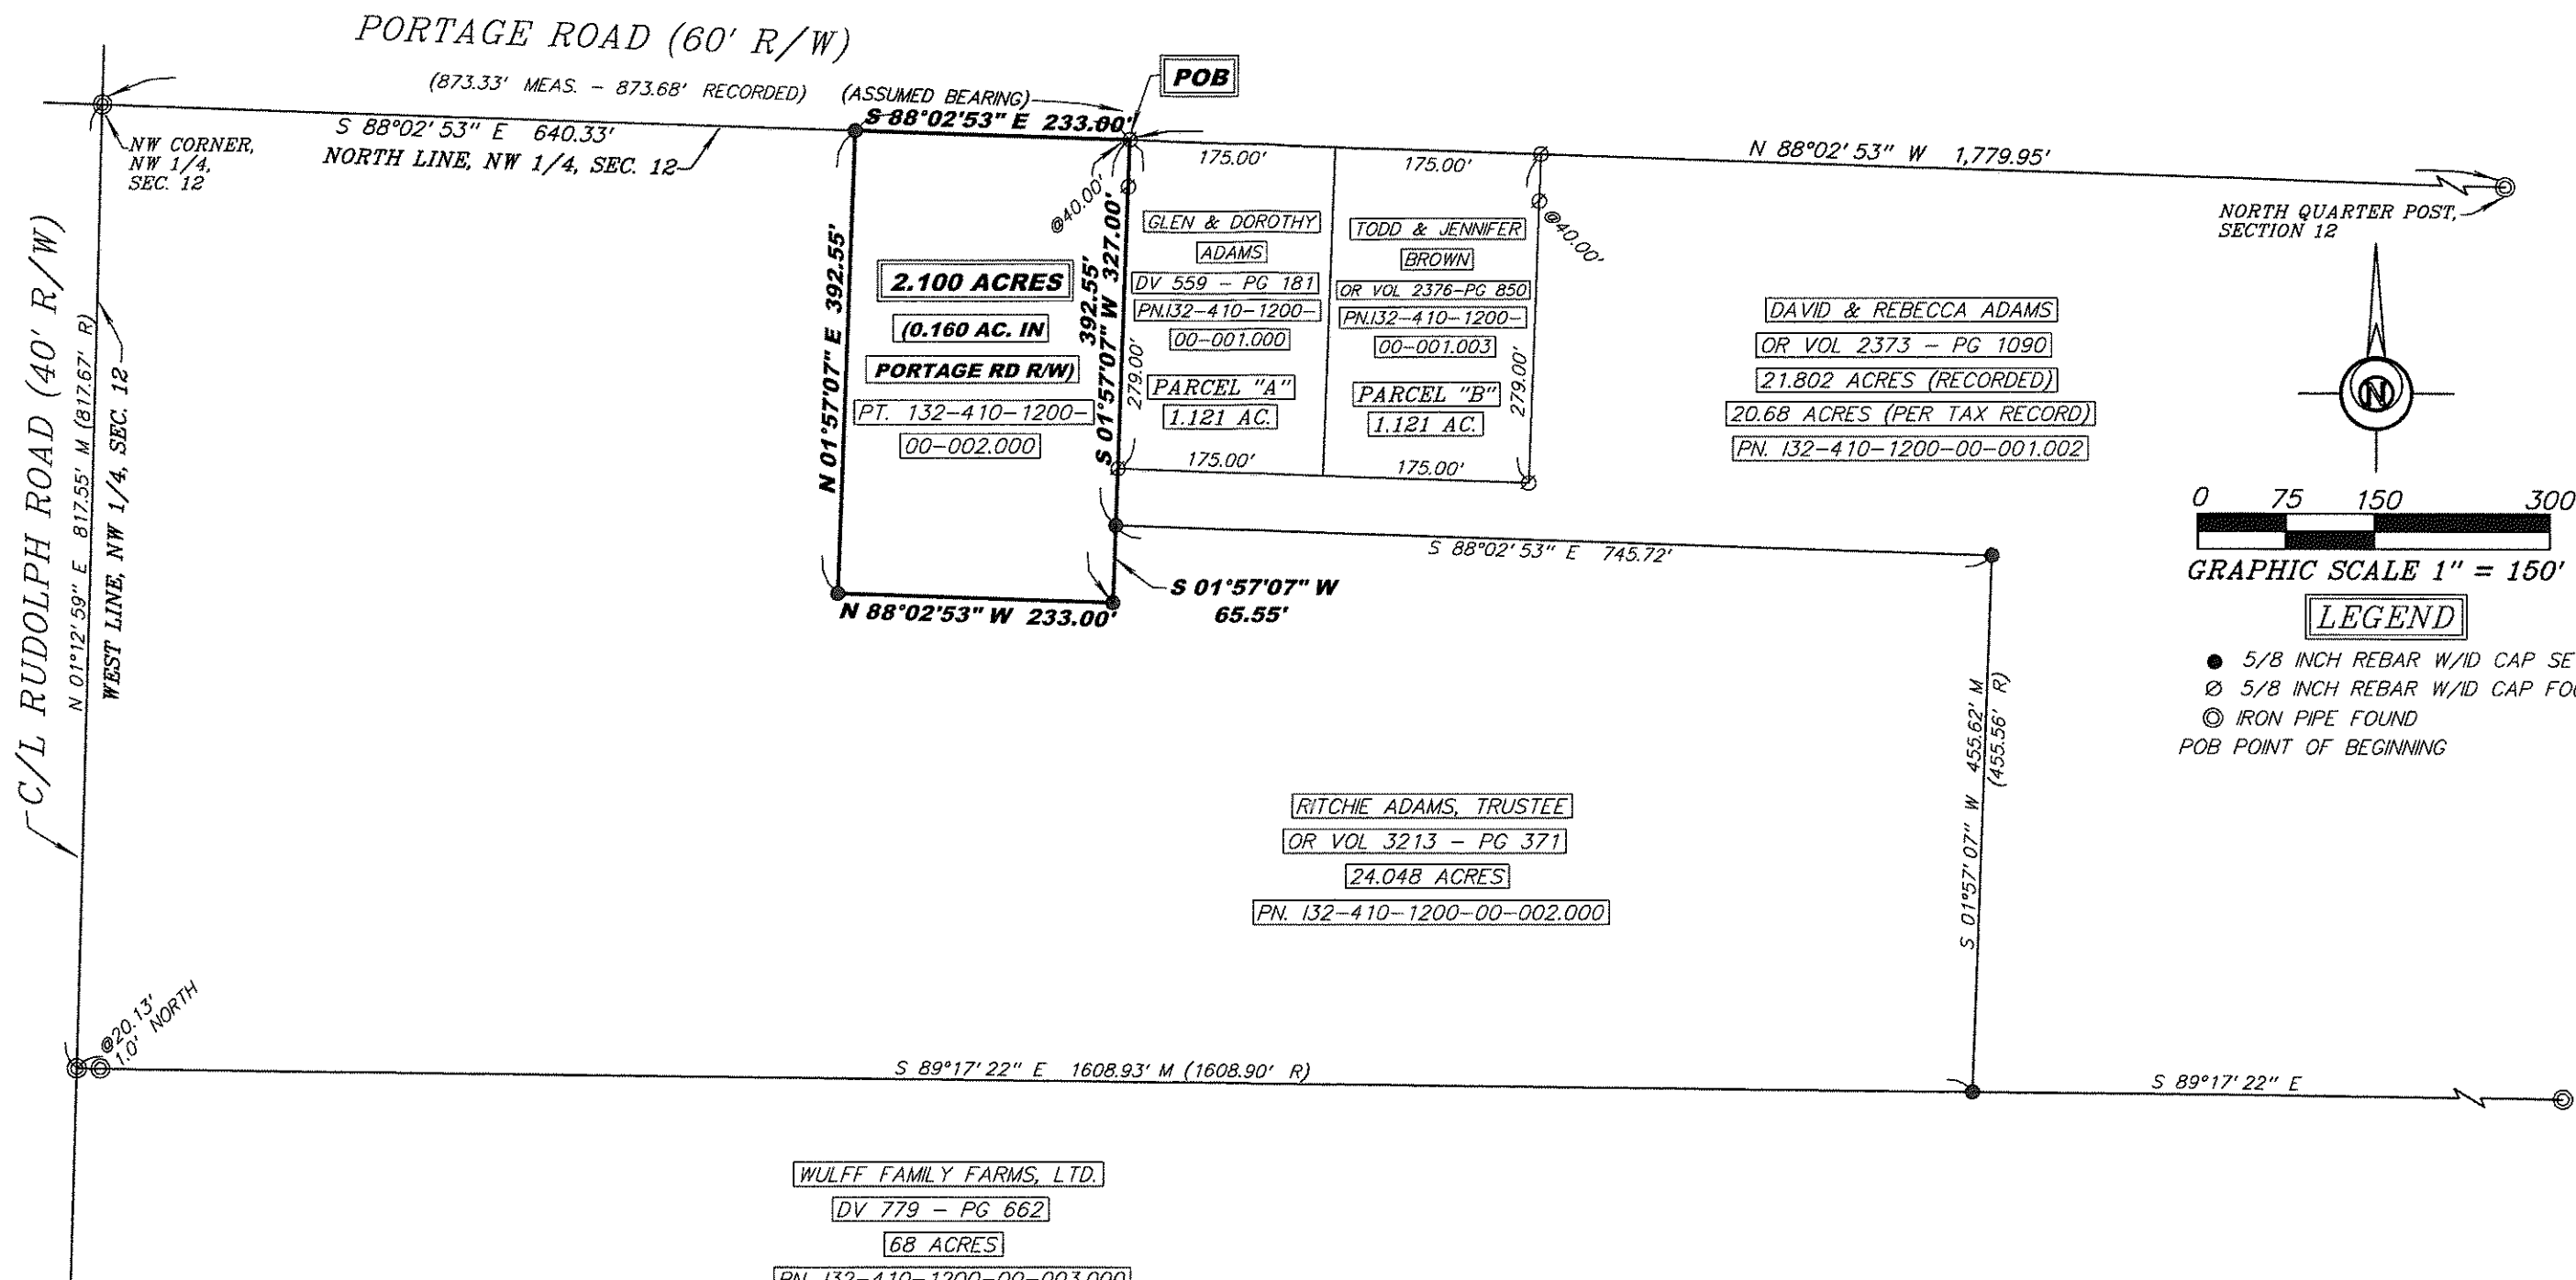 PORTAGE ROAD (60' R/W)
(873.33' MEAS. - 873.68' RECORDED)
(ASSUMED BEARING)
POB
S 88°02'53" E 640.33'
NORTH LINE, NW 1/4, SEC. 12
S 88°02'53" E 233.00'
NW CORNER,
NW 1/4,
SEC. 12
175.00'
175.00'
N 88°02'53" W 1,779.95'
NORTH QUARTER POST,
SECTION 12
C/L RUDOLPH ROAD (40' R/W)
N 01°12'59" E 817.55' M (817.67' R)
WEST LINE, NW 1/4, SEC. 12
N 01°57'07" E 392.55'
@40.00'
2.100 ACRES
(0.160 AC. IN
PORTAGE RD R/W)
PT. 132-410-1200-
00-002.000
392.55'
S 01°57'07" W 327.00'
279.00'
GLEN & DOROTHY
ADAMS
DV 559 - PG 181
PN.132-410-1200-
00-001.000
PARCEL "A"
1.121 AC.
TODD & JENNIFER
BROWN
OR VOL 2376-PG 850
PN.132-410-1200-
00-001.003
PARCEL "B"
1.121 AC.
279.00'
@40.00'
175.00'
175.00'
DAVID & REBECCA ADAMS
OR VOL 2373 - PG 1090
21.802 ACRES (RECORDED)
20.68 ACRES (PER TAX RECORD)
PN. 132-410-1200-00-001.002
N
0 75 150 300
GRAPHIC SCALE 1" = 150'
LEGEND
5/8 INCH REBAR W/ID CAP SE
5/8 INCH REBAR W/ID CAP
IRON PIPE FOUND
POB POINT OF BEGINNING
S 88°02'53" E 745.72'
S 01°57'07" W
65.55'
N 88°02'53" W 233.00'
S 01°57'07" W 455.62' M
(455.56' R)
RITCHIE ADAMS, TRUSTEE
OR VOL 3213 - PG 371
24.048 ACRES
PN. 132-410-1200-00-002.000
@20.13'
1.0' NORTH
S 89°17'22" E 1608.93' M (1608.90' R)
S 89°17'22" E
WULFF FAMILY FARMS, LTD.
DV 779 - PG 662
68 ACRES
PN. 132-410-1200-00-003.000